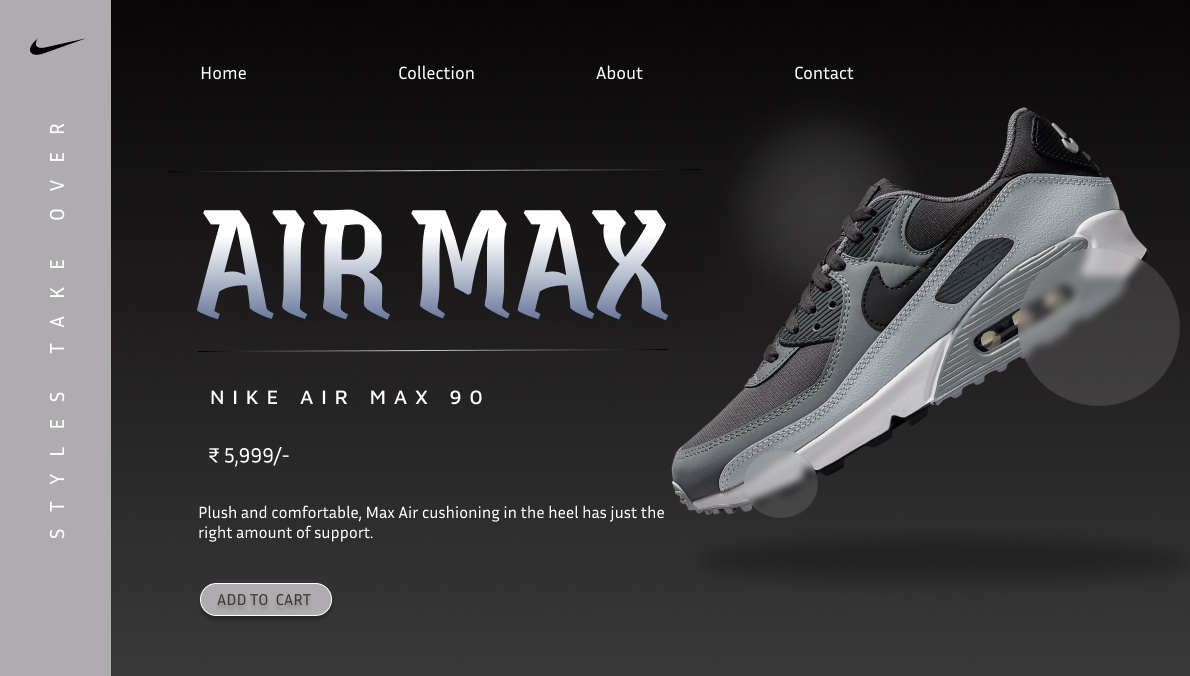 Home
Collection
About
Contact
STYLES TAKE OVER
AIR MAX
NIKE AIR MAX 90
₹ 5,999/-
Plush and comfortable, Max Air cushioning in the heel has just the
right amount of support.
ADD TO CART